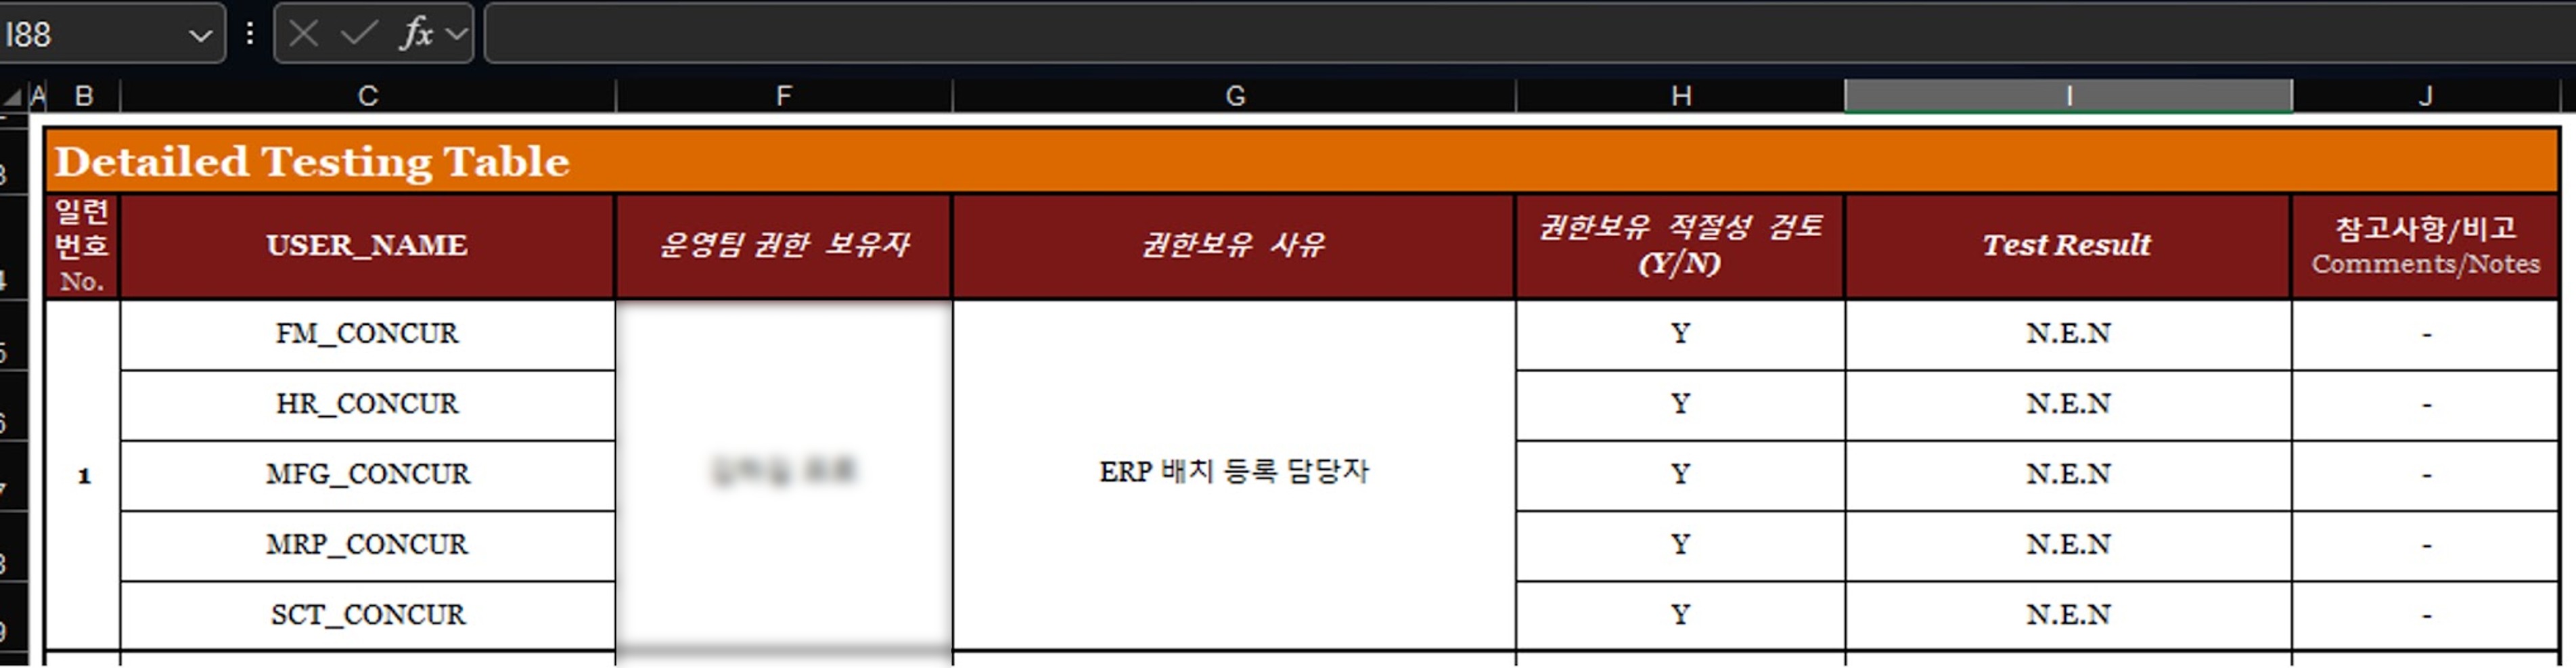 I88
fx
A B C F G H I J
Detailed Testing Table
일련
번호
No.
USER_NAME
운영팀 권한 보유자
권한보유 사유
권한보유 적절성 검토
(Y/N)
Test Result
참고사항/비고
Comments/Notes
1
FM_CONCUR
ERP 배치 등록 담당자
Y
N.E.N
-
HR_CONCUR
Y
N.E.N
-
MFG_CONCUR
Y
N.E.N
-
MRP_CONCUR
Y
N.E.N
-
SCT_CONCUR
Y
N.E.N
-